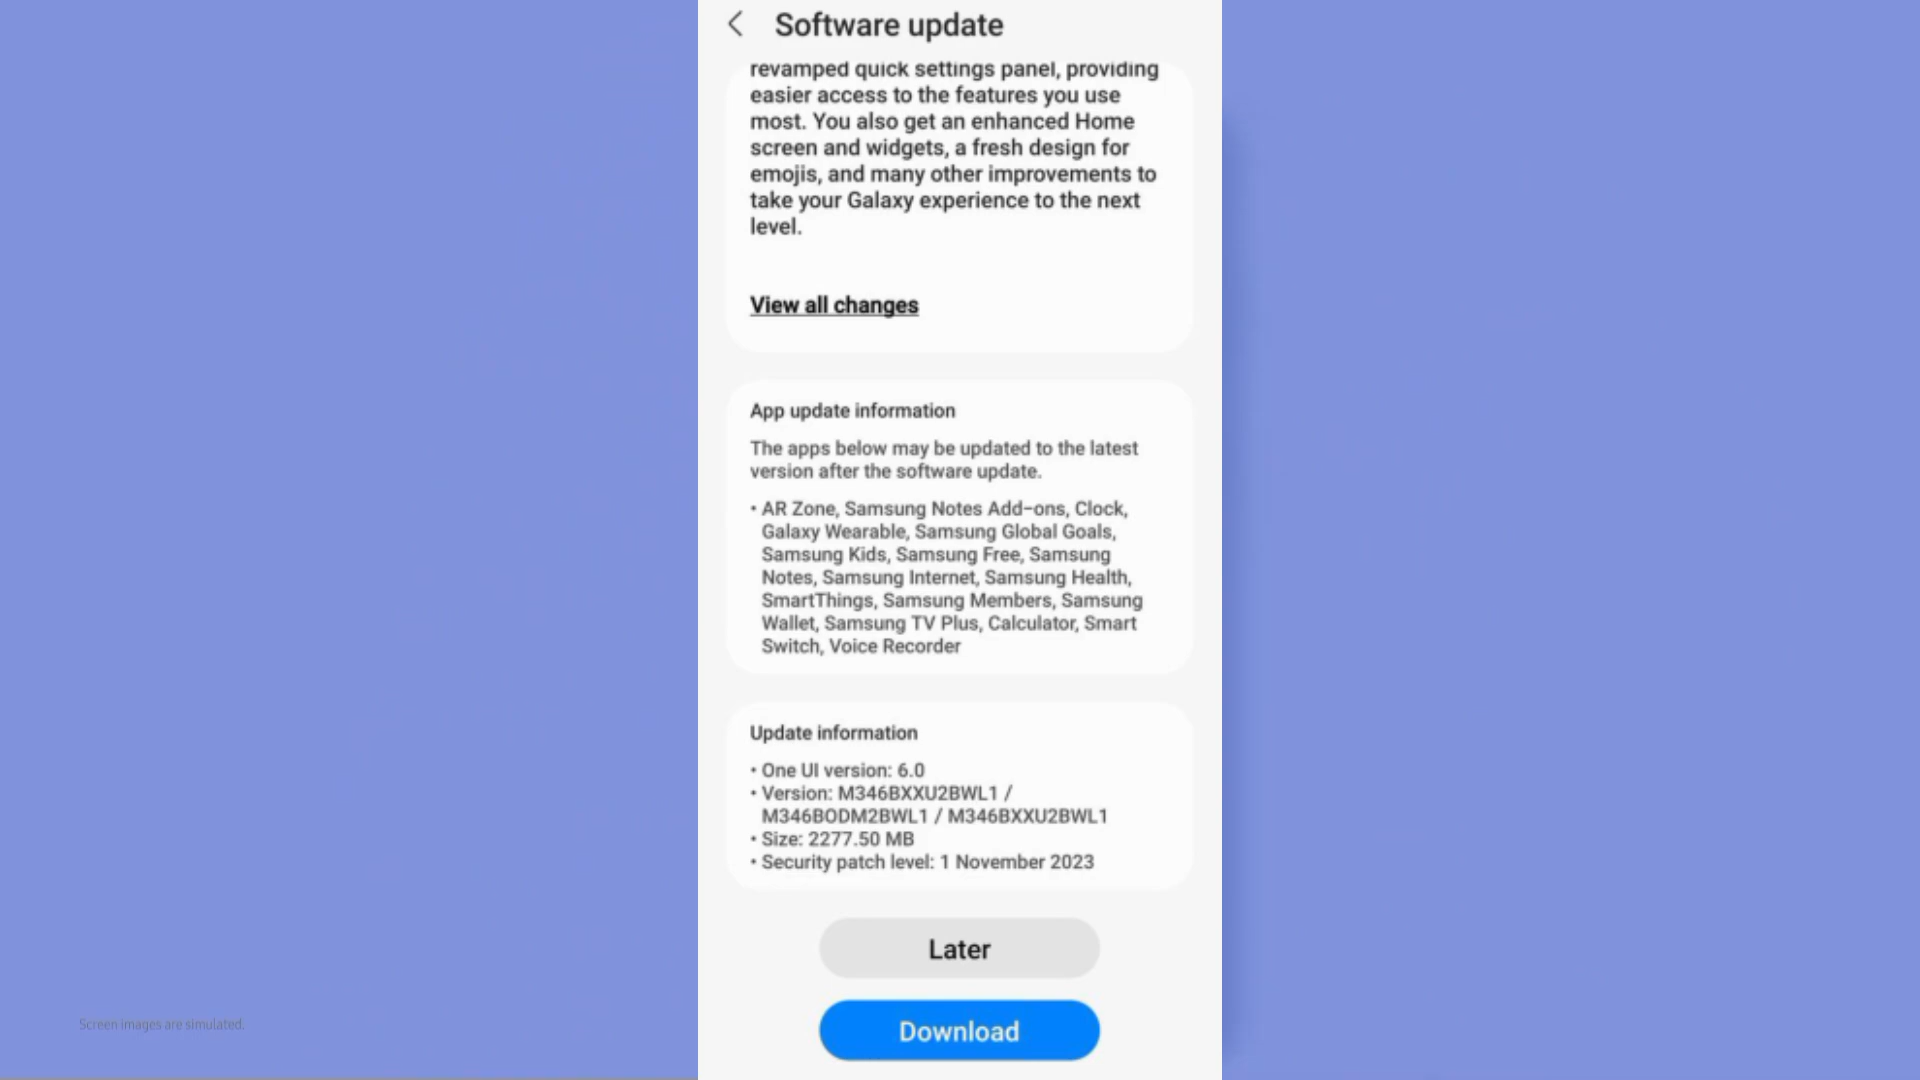 Software update
revamped quick settings panel, providing
easier access to the features you use
most. You also get an enhanced Home
screen and widgets, a fresh design for
emojis, and many other improvements to
take your Galaxy experience to the next
level.
View all changes
App update information
The apps below may be updated to the latest
version after the software update.
• AR Zone, Samsung Notes Add-ons, Clock,
Galaxy Wearable, Samsung Global Goals,
Samsung Kids, Samsung Free, Samsung
Notes, Samsung Internet, Samsung Health,
SmartThings, Samsung Members, Samsung
Wallet, Samsung TV Plus, Calculator, Smart
Switch, Voice Recorder
Update information
• One UI version: 6.0
• Version: M346BXXU2BWL1 /
M346BODM2BWL1 / M346BXXU2BWL1
• Size: 2277.50 MB
• Security patch level: 1 November 2023
Later
Download
Screen images are simulated.